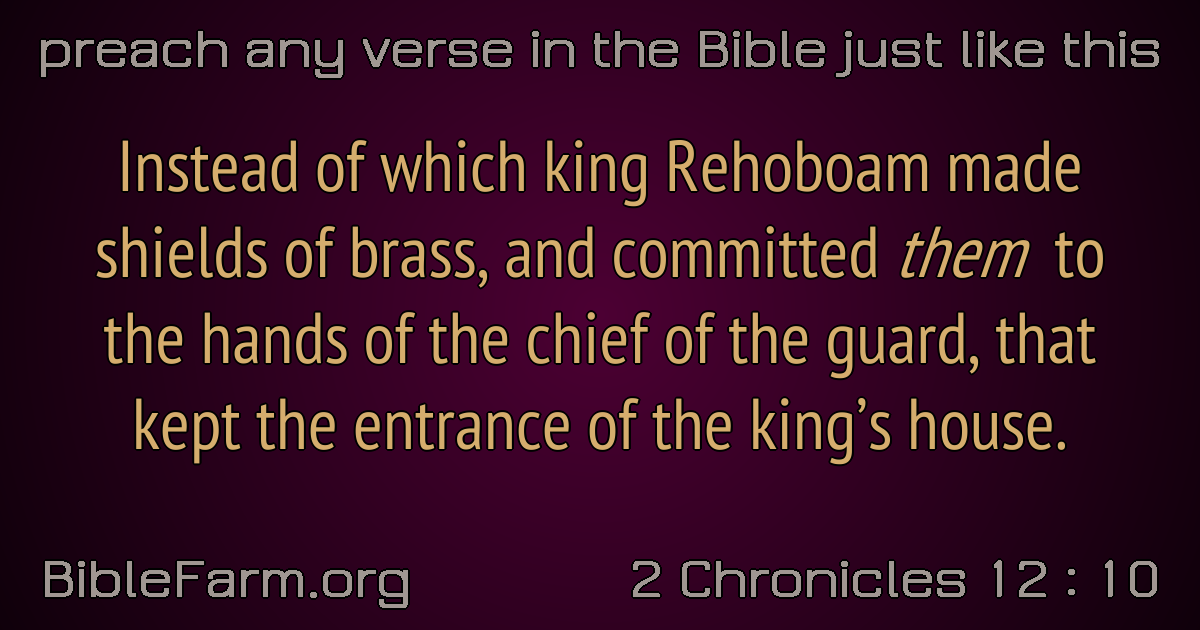 preach any verse in the Bible just like this
Instead of which king Rehoboam made
shields of brass, and committed them to
the hands of the chief of the guard, that
kept the entrance of the king’s house.
BibleFarm.org
2 Chronicles 12 : 10